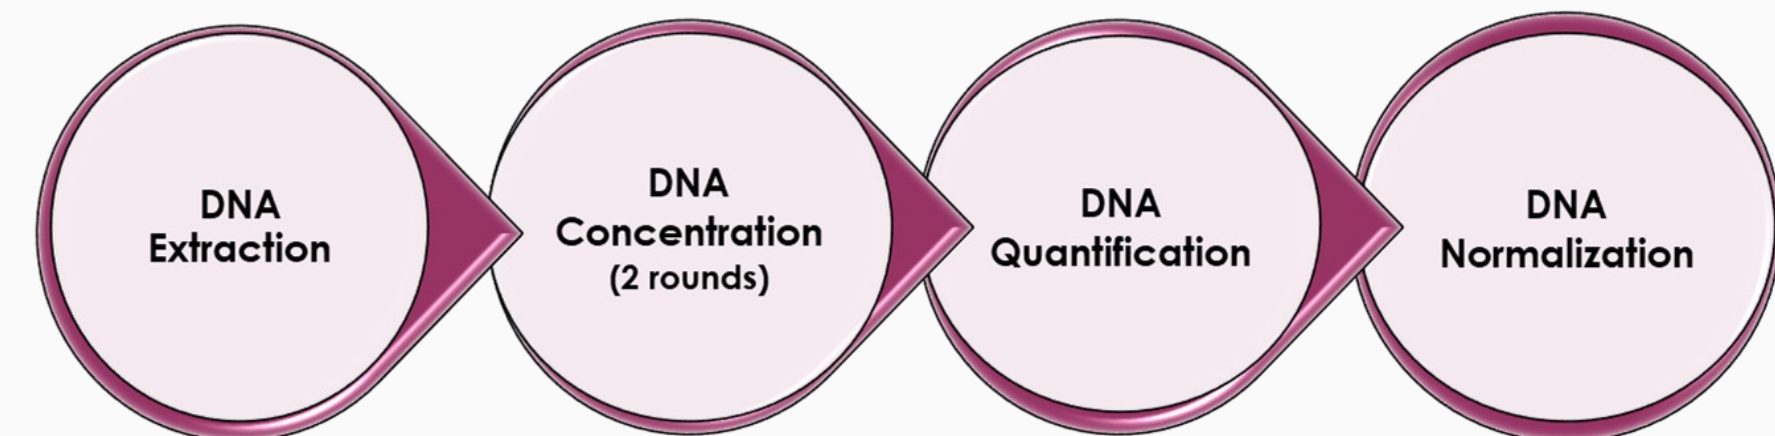 DNA
Extraction
DNA
Concentration
(2 rounds)
DNA
Quantification
DNA
Normalization